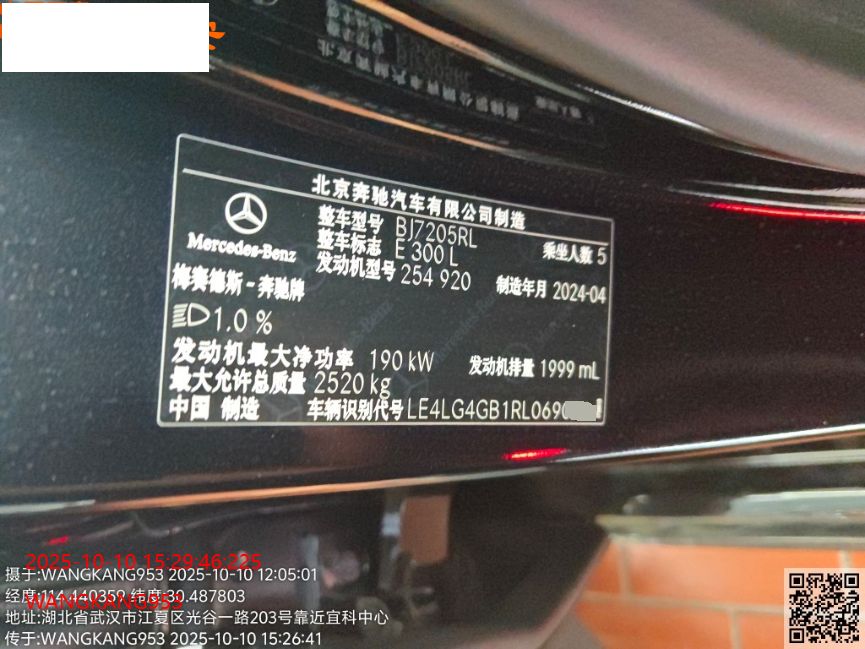 北京奔驰汽车有限公司制造
Mercedes-Benz
梅赛德斯－奔驰牌
整车型号 BJ7205RL
整车标志 E 300 L 乘坐人数 5
发动机型号 254 920 制造年月 2024-04
1.0 %
发动机最大净功率 190 kW 发动机排量 1999 mL
最大允许总质量 2520 kg
中国 制造 车辆识别代号 LE4LG4GB1RL069
2025-10-10 15:29:46:225
摄于:WANGKANG953 2025-10-10 12:05:01
经度:114.440359 纬度:30.487803
WANGKANG953
地址:湖北省武汉市江夏区光谷一路203号靠近宜科中心
传于:WANGKANG953 2025-10-10 15:26:41